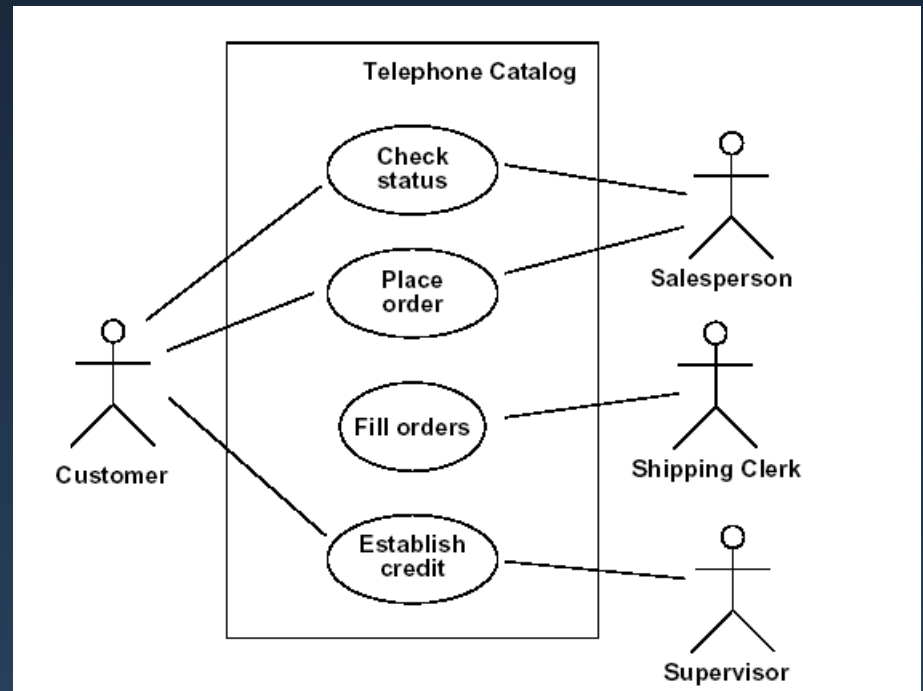 Telephone Catalog
Check
status
Salesperson
Place
order
Customer
Fill orders
Shipping Clerk
Establish
credit
Supervisor